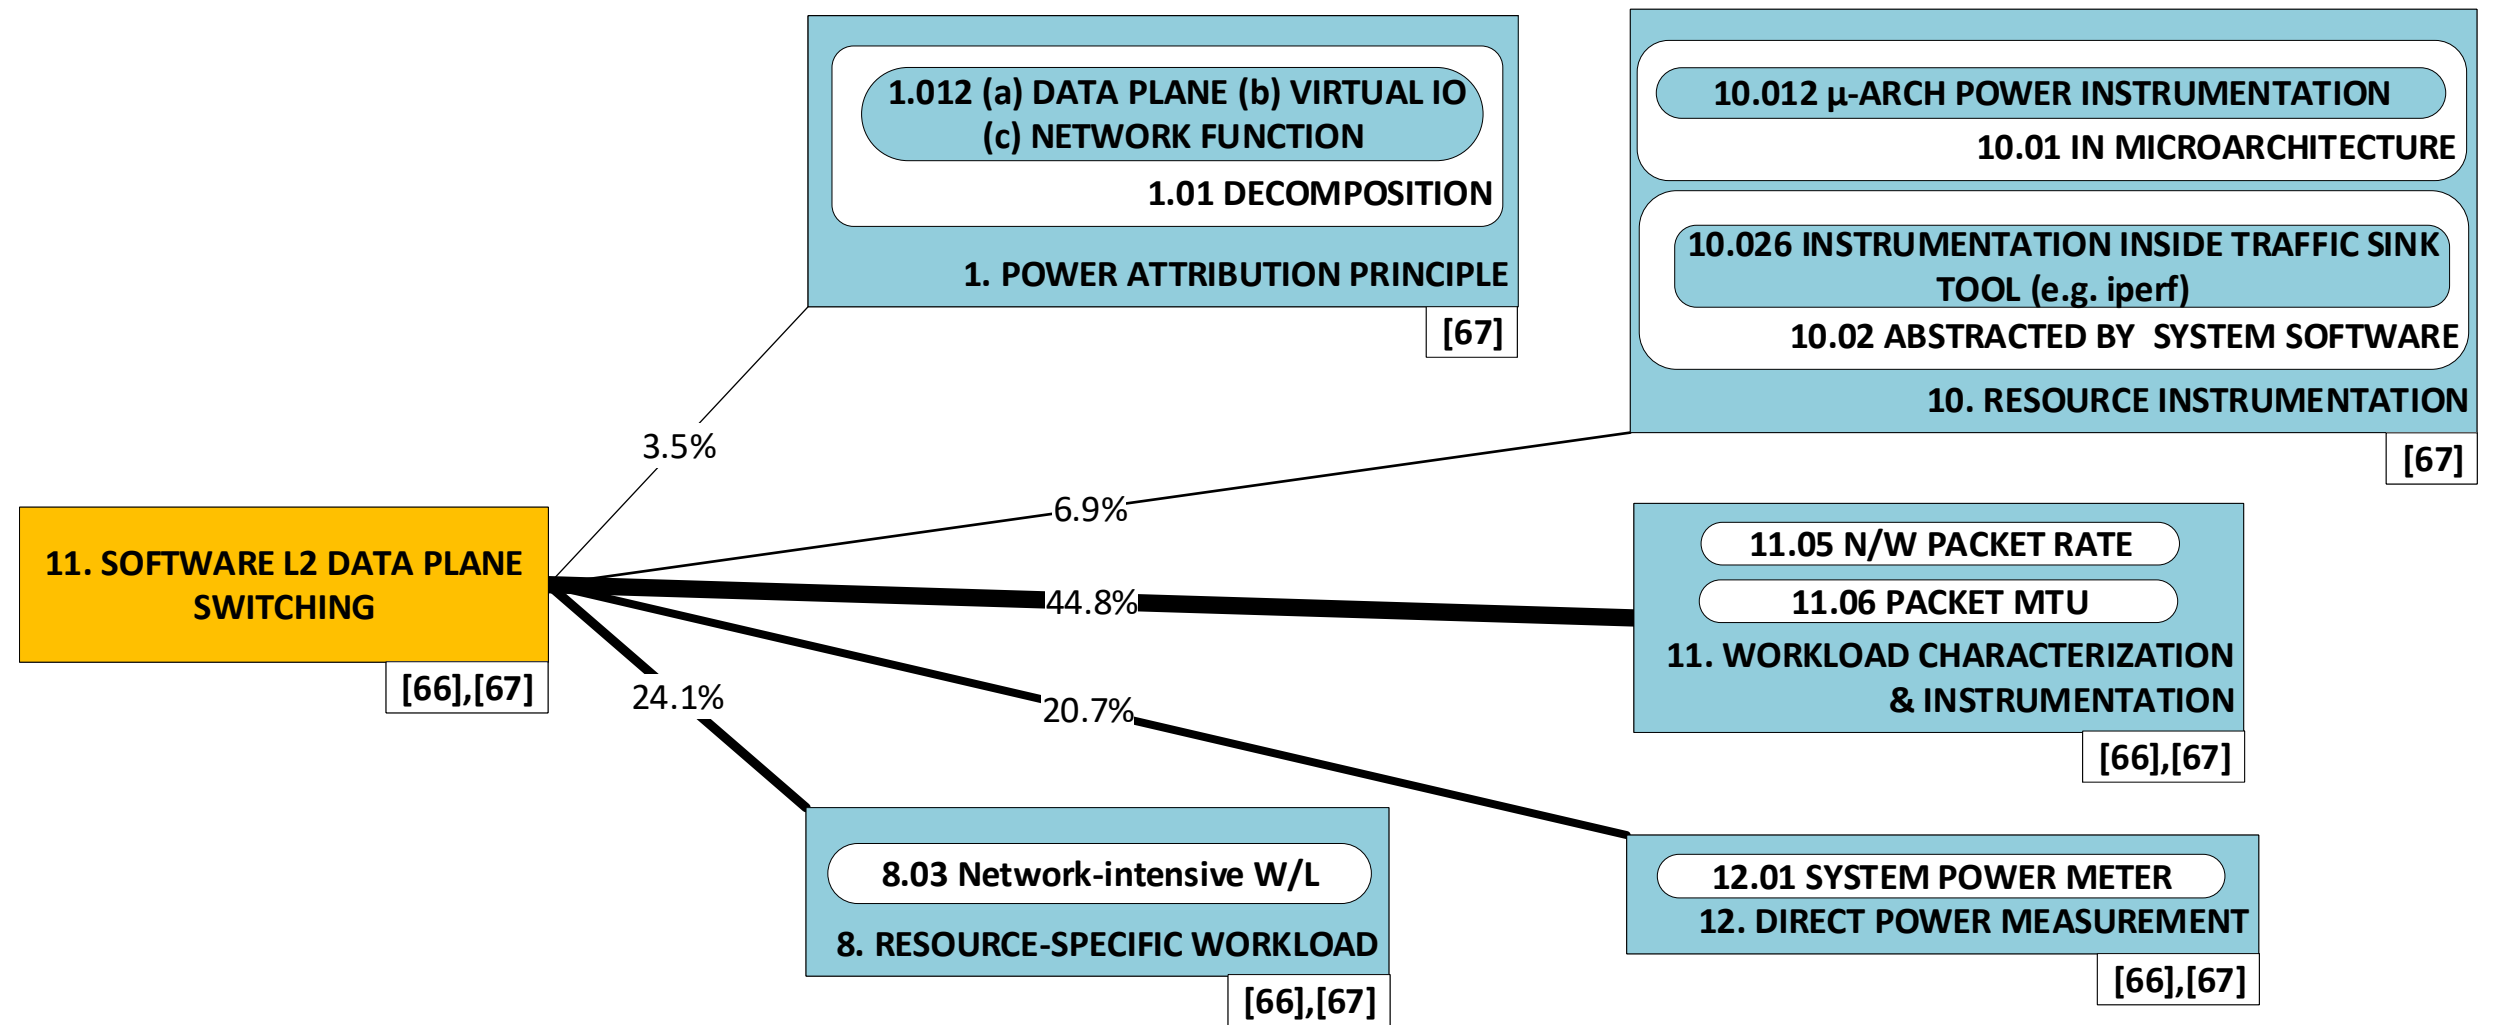 1.012 (a) DATA PLANE (b) VIRTUAL IO
(c) NETWORK FUNCTION
1.01 DECOMPOSITION
1. POWER ATTRIBUTION PRINCIPLE
[67]
10.012 µ-ARCH POWER INSTRUMENTATION
10.01 IN MICROARCHITECTURE
10.026 INSTRUMENTATION INSIDE TRAFFIC SINK
TOOL (e.g. iperf)
10.02 ABSTRACTED BY SYSTEM SOFTWARE
10. RESOURCE INSTRUMENTATION
[67]
3.5%
6.9%
11. SOFTWARE L2 DATA PLANE
SWITCHING
[66],[67]
44.8%
24.1%
20.7%
11.05 N/W PACKET RATE
11.06 PACKET MTU
11. WORKLOAD CHARACTERIZATION
& INSTRUMENTATION
[66],[67]
8.03 Network-intensive W/L
8. RESOURCE-SPECIFIC WORKLOAD
[66],[67]
12.01 SYSTEM POWER METER
12. DIRECT POWER MEASUREMENT
[66],[67]